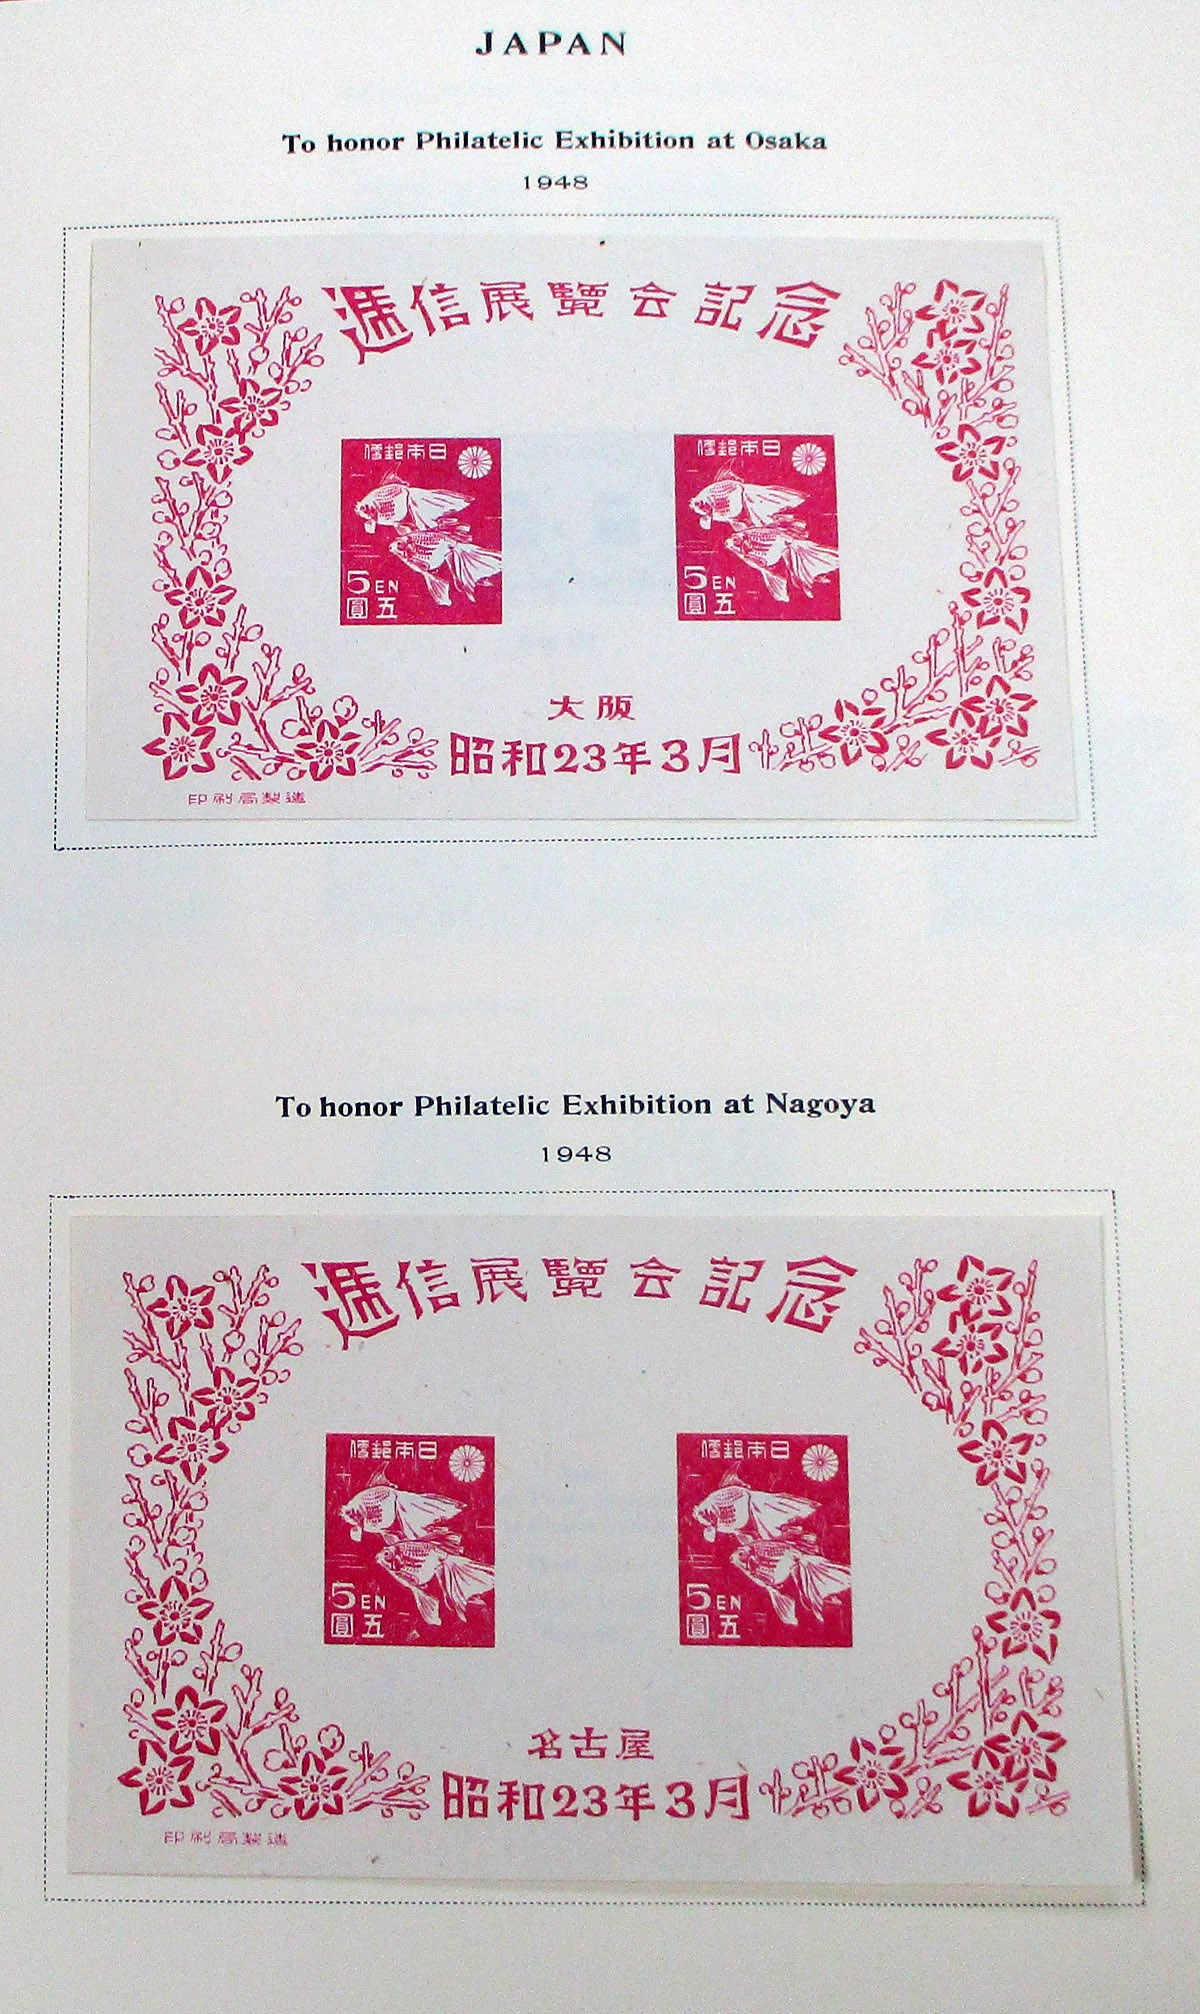 JAPAN
To honor Philatelic Exhibition at Osaka
1948
遞信展覽会記念
便郵本日
便郵本日
5EN
圓五
5EN
圓五
大阪
昭和23年3月
印刷局製造
To honor Philatelic Exhibition at Nagoya
1948
遞信展覽会記念
便郵本日
便郵本日
5EN
圓五
5EN
圓五
名古屋
昭和23年3月
印刷局製造